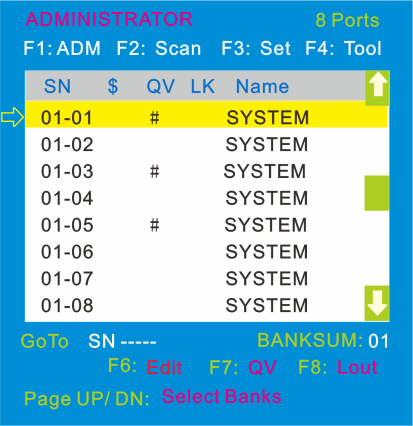 ADMINISTRATOR 8 Ports
F1: ADM F2: Scan F3: Set F4: Tool
SN $ QV LK Name
01-01 # SYSTEM
01-02 SYSTEM
01-03 # SYSTEM
01-04 SYSTEM
01-05 # SYSTEM
01-06 SYSTEM
01-07 SYSTEM
01-08 SYSTEM
GoTo SN ----- BANKSUM: 01
F6: Edit F7: QV F8: Lout
Page UP/ DN: Select Banks